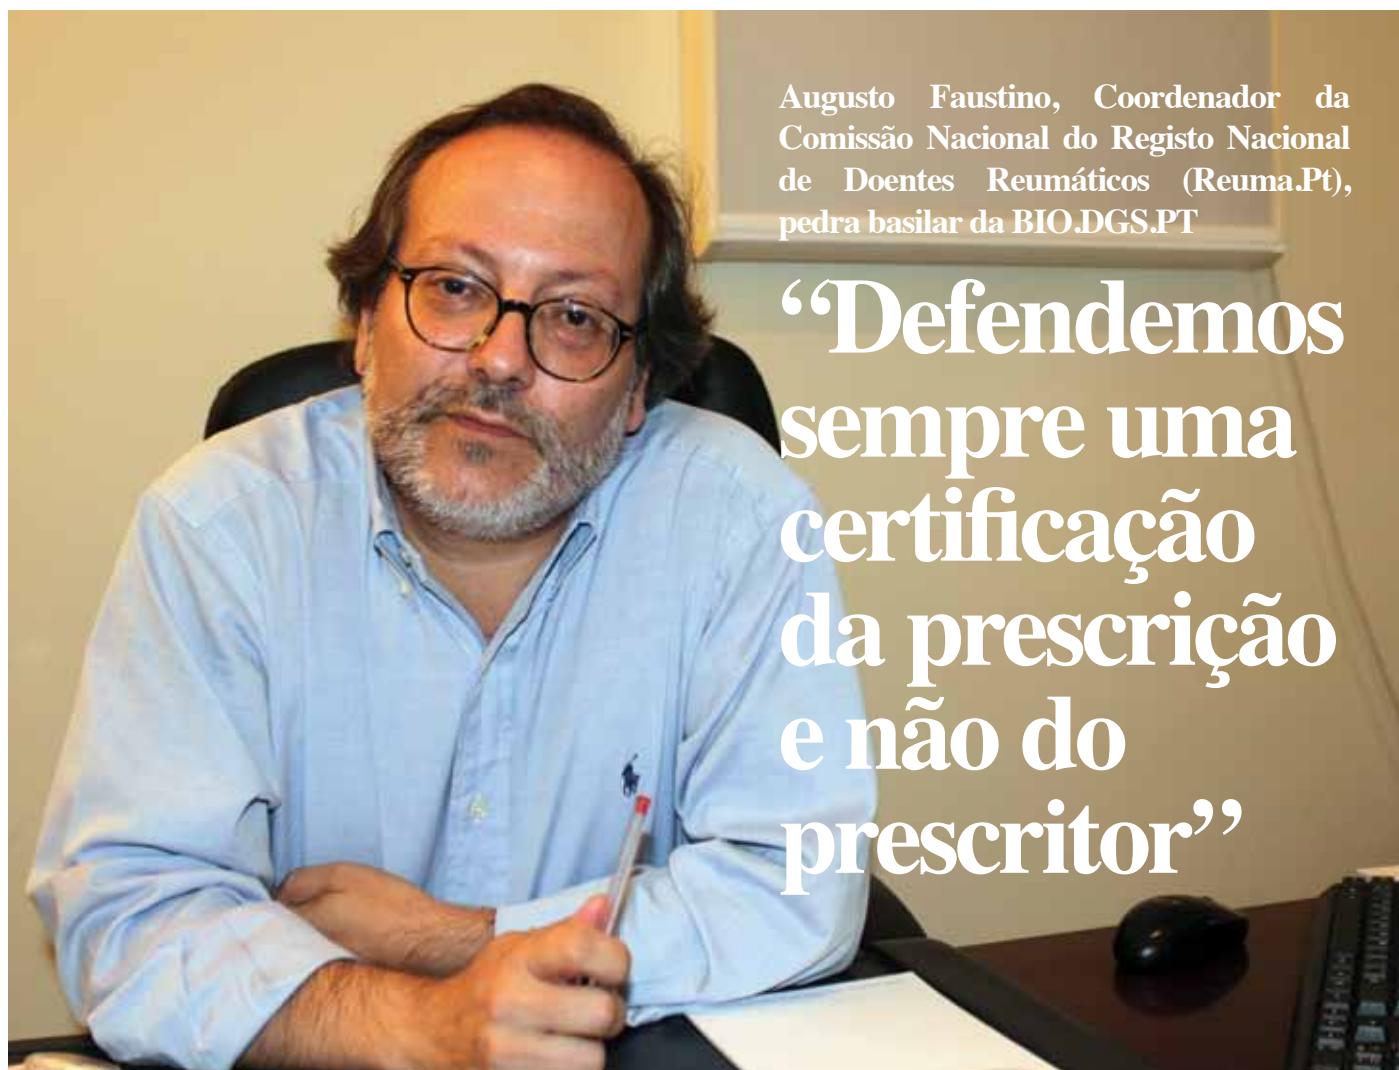 Augusto Faustino, Coordenador da
Comissão Nacional do Registo Nacional
de Doentes Reumáticos (Reuma.Pt),
pedra basilar da BIO.DGS.PT
“Defendemos
sempre uma
certificação
da prescrição
e não do
prescritor”